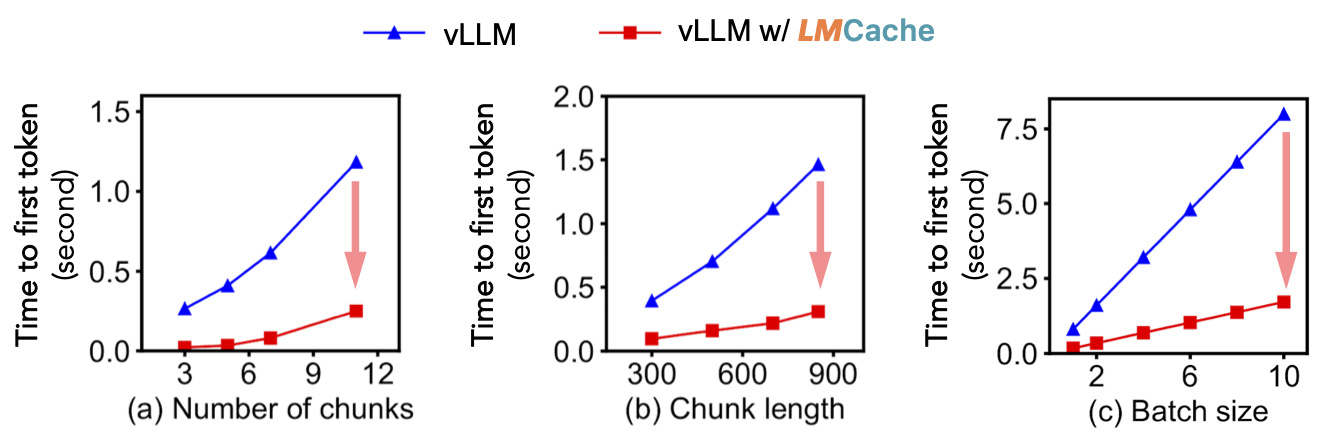 vLLM
vLLM w/ LMCache
Time to first token
(second)
1.5
1.0
0.5
0.0
3 6 9 12
(a) Number of chunks
Time to first token
(second)
2.0
1.5
1.0
0.5
0.0
300 600 900
(b) Chunk length
Time to first token
(second)
7.5
5.0
2.5
0.0
2 6 10
(c) Batch size